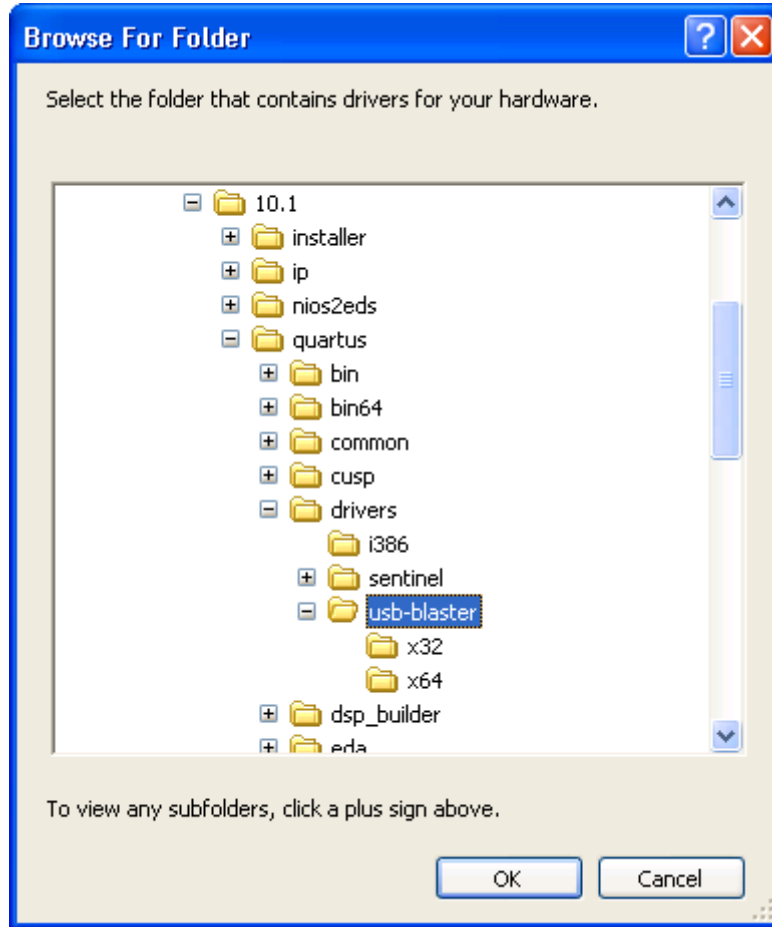 Browse For Folder
Select the folder that contains drivers for your hardware.
10.1
installer
ip
nios2eds
quartus
bin
bin64
common
cusp
drivers
i386
sentinel
usb-blaster
x32
x64
dsp_builder
eda
To view any subfolders, click a plus sign above.
OK Cancel